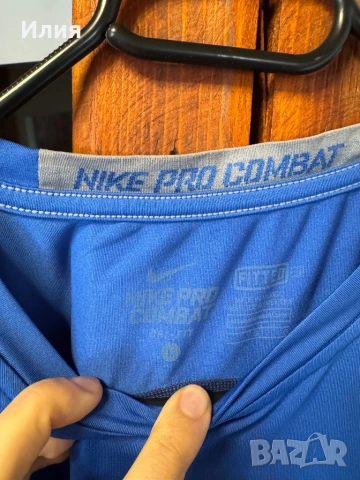 Илия
NIKE PRO COMBAT
NIKE PRO
COMBAT
FITTED
BAZAR